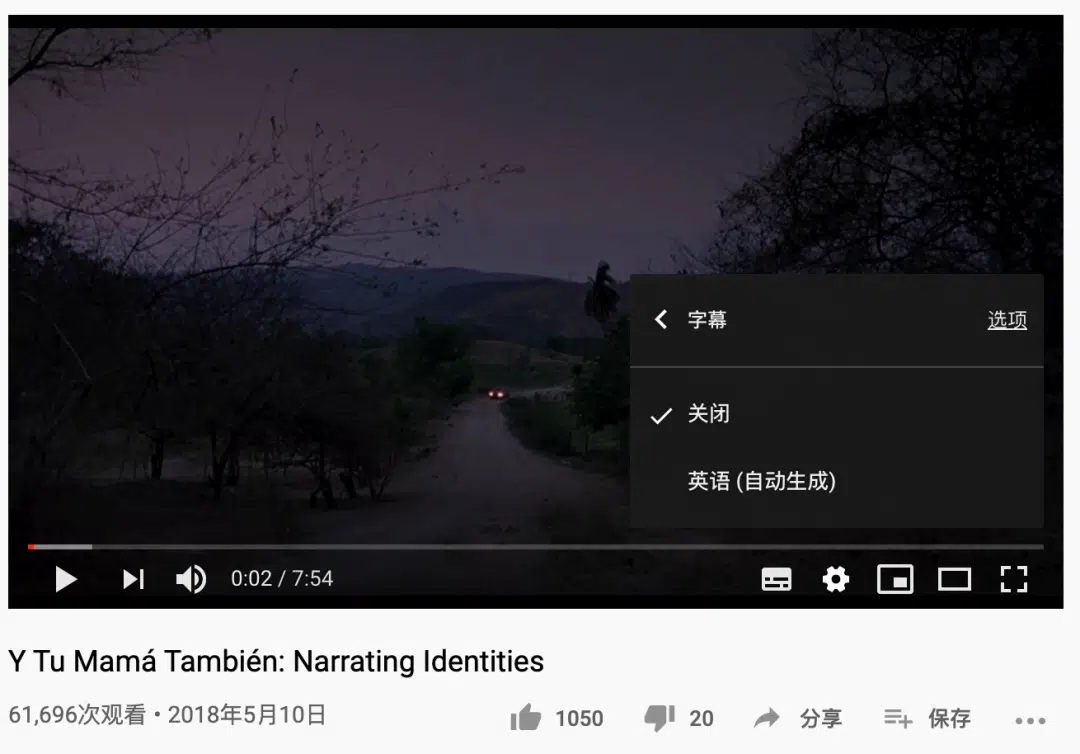 字幕
选项
关闭
英语 (自动生成)
0:02 / 7:54
Y Tu Mamá También: Narrating Identities
61,696次观看 • 2018年5月10日
1050
20
分享
保存